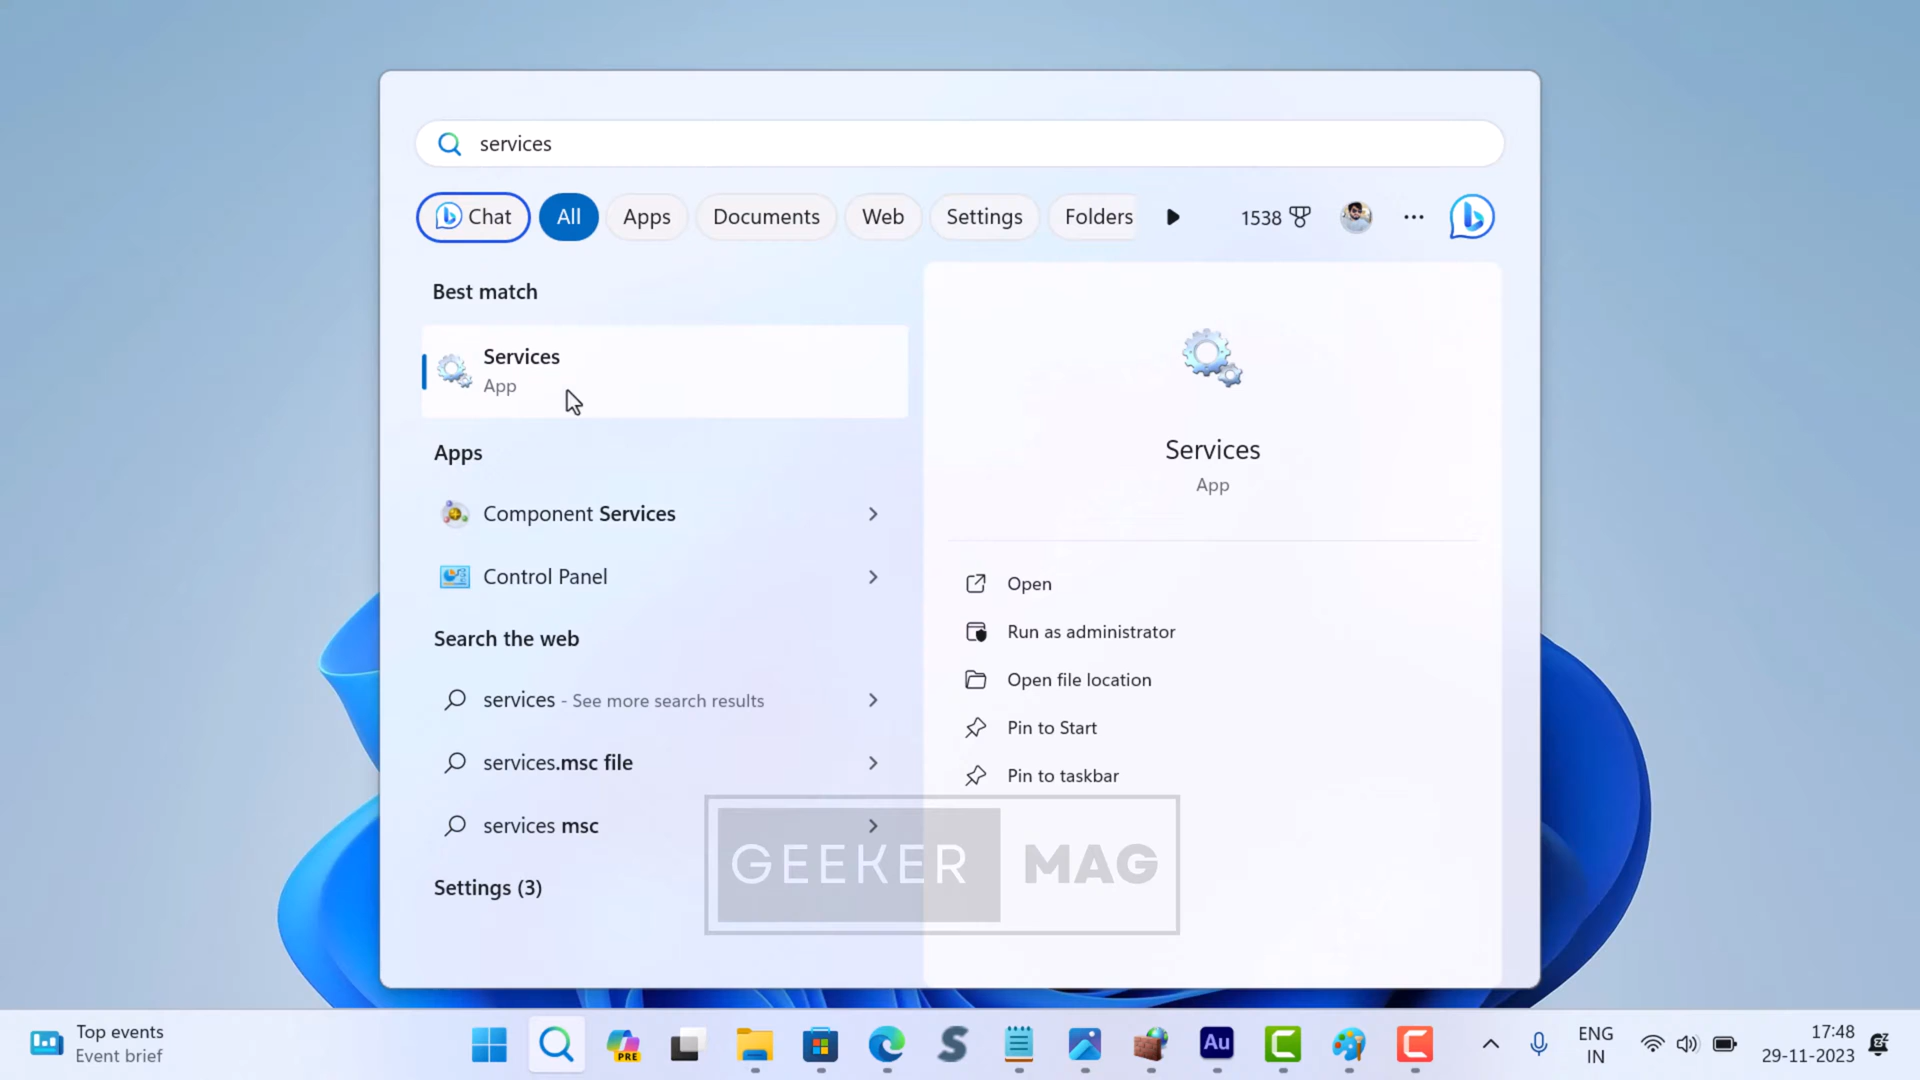 services
Chat
All
Apps
Documents
Web
Settings
Folders
1538
Best match
Services
App
Apps
Component Services
Control Panel
Search the web
services - See more search results
services.msc file
services msc
Settings (3)
Services
App
Open
Run as administrator
Open file location
Pin to Start
Pin to taskbar
GEEKER MAG
Top events
Event brief
PRE
Au
ENG
IN
17:48
29-11-2023